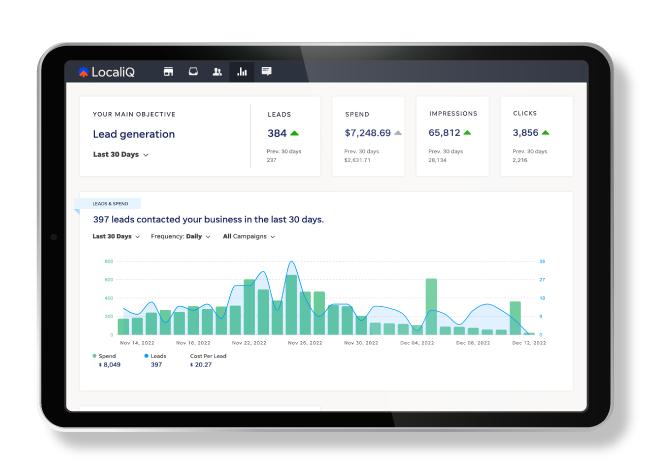 LocaliQ
YOUR MAIN OBJECTIVE
Lead generation
Last 30 Days
LEADS
384
Prev. 30 days
237
SPEND
$7,248.69
Prev. 30 days
$2,631.71
IMPRESSIONS
65,812
Prev. 30 days
28,134
CLICKS
3,856
Prev. 30 days
2,216
LEADS & SPEND
397 leads contacted your business in the last 30 days.
Last 30 Days Frequency: Daily All Campaigns
800 36
600 27
400 18
200 9
0 0
Nov 14, 2022 Nov 18, 2022 Nov 22, 2022 Nov 26, 2022 Nov 30, 2022 Dec 04, 2022 Dec 08, 2022 Dec 12, 2022
Spend Leads Cost Per Lead
$ 8,049 397 $ 20.27